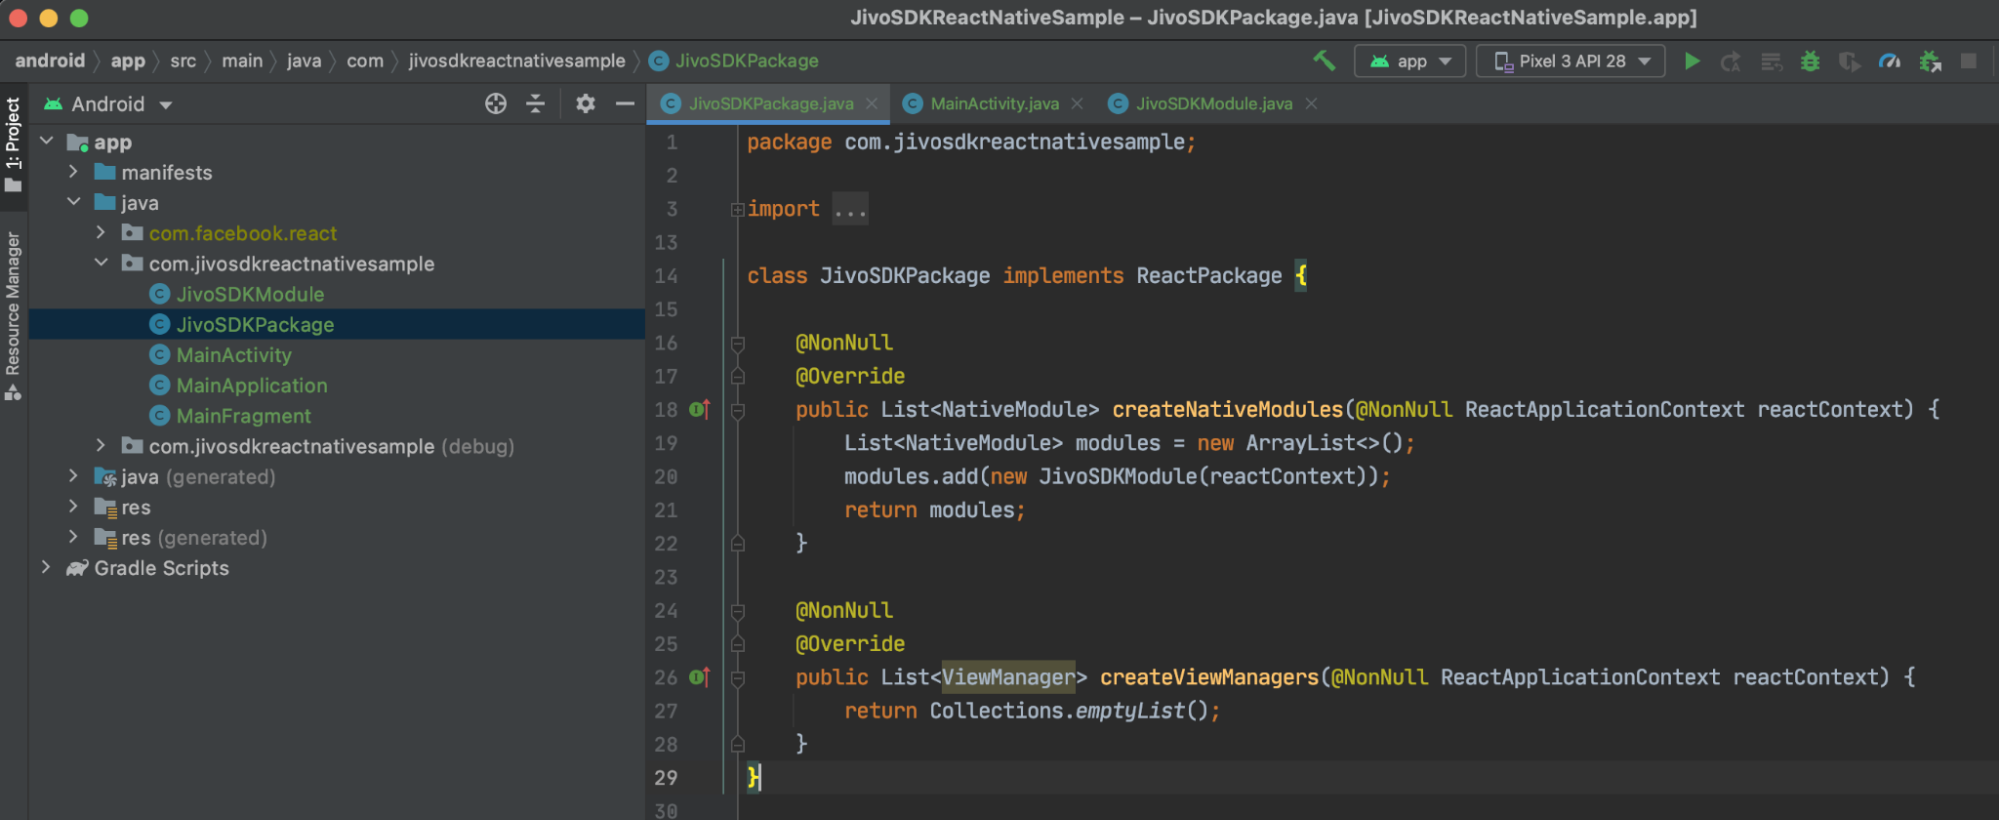 JivoSDKReactNativeSample – JivoSDKPackage.java [JivoSDKReactNativeSample.app]
android app src main java com jivosdkreactnativesample JivoSDKPackage
app Pixel 3 API 28
1: Project
Resource Manager
Android
app
manifests
java
com.facebook.react
com.jivosdkreactnativesample
JivoSDKModule
JivoSDKPackage
MainActivity
MainApplication
MainFragment
com.jivosdkreactnativesample (debug)
java (generated)
res
res (generated)
Gradle Scripts
JivoSDKPackage.java MainActivity.java JivoSDKModule.java
1 package com.jivosdkreactnativesample;
2
3 import ...
13
14 class JivoSDKPackage implements ReactPackage {
15
16 @NonNull
17 @Override
18 public List<NativeModule> createNativeModules(@NonNull ReactApplicationContext reactContext) {
19 List<NativeModule> modules = new ArrayList<>();
20 modules.add(new JivoSDKModule(reactContext));
21 return modules;
22 }
23
24 @NonNull
25 @Override
26 public List<ViewManager> createViewManagers(@NonNull ReactApplicationContext reactContext) {
27 return Collections.emptyList();
28 }
29 }
30